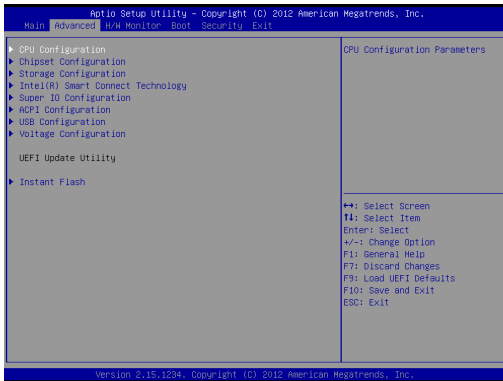 Aptio Setup Utility – Copyright (C) 2012 American Megatrends, Inc.
Main Advanced H/W Monitor Boot Security Exit
CPU Configuration
Chipset Configuration
Storage Configuration
Intel(R) Smart Connect Technology
Super IO Configuration
ACPI Configuration
USB Configuration
Voltage Configuration
UEFI Update Utility
Instant Flash
CPU Configuration Parameters
↔: Select Screen
↑↓: Select Item
Enter: Select
+/-: Change Option
F1: General Help
F7: Discard Changes
F9: Load UEFI Defaults
F10: Save and Exit
ESC: Exit
Version 2.15.1234. Copyright (C) 2012 American Megatrends, Inc.